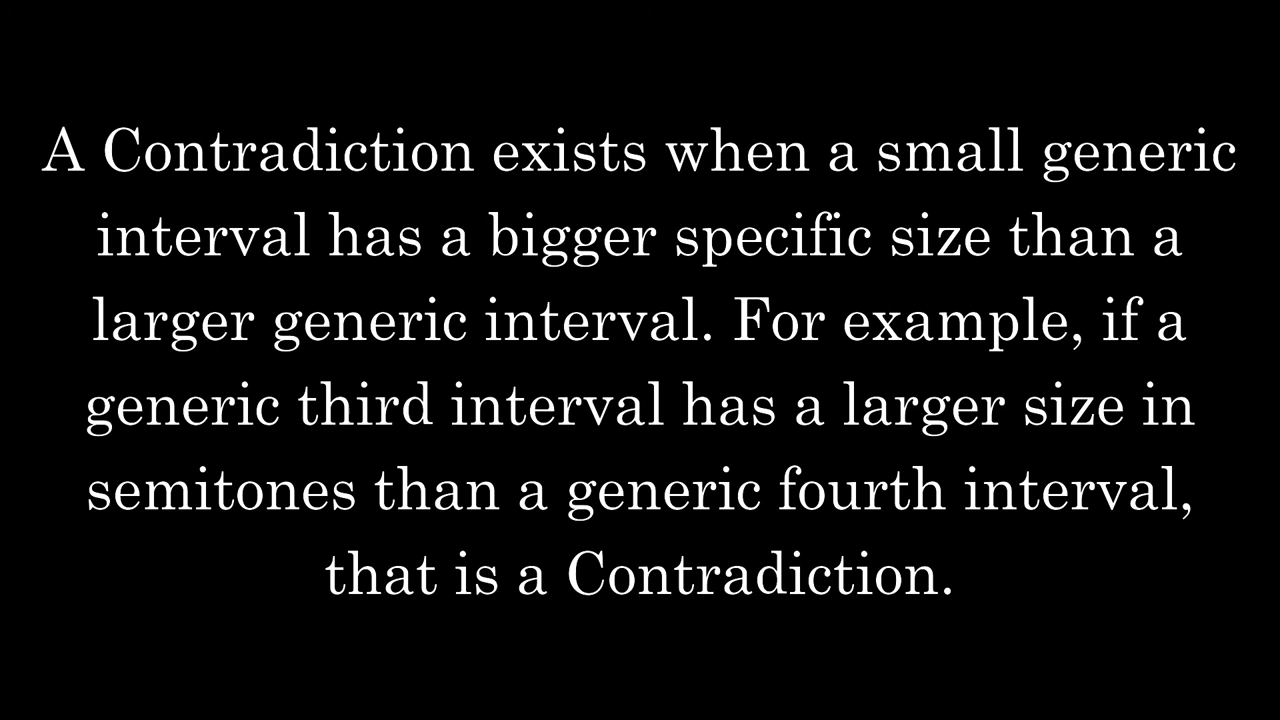 A Contradiction exists when a small generic
interval has a bigger specific size than a
larger generic interval. For example, if a
generic third interval has a larger size in
semitones than a generic fourth interval,
that is a Contradiction.